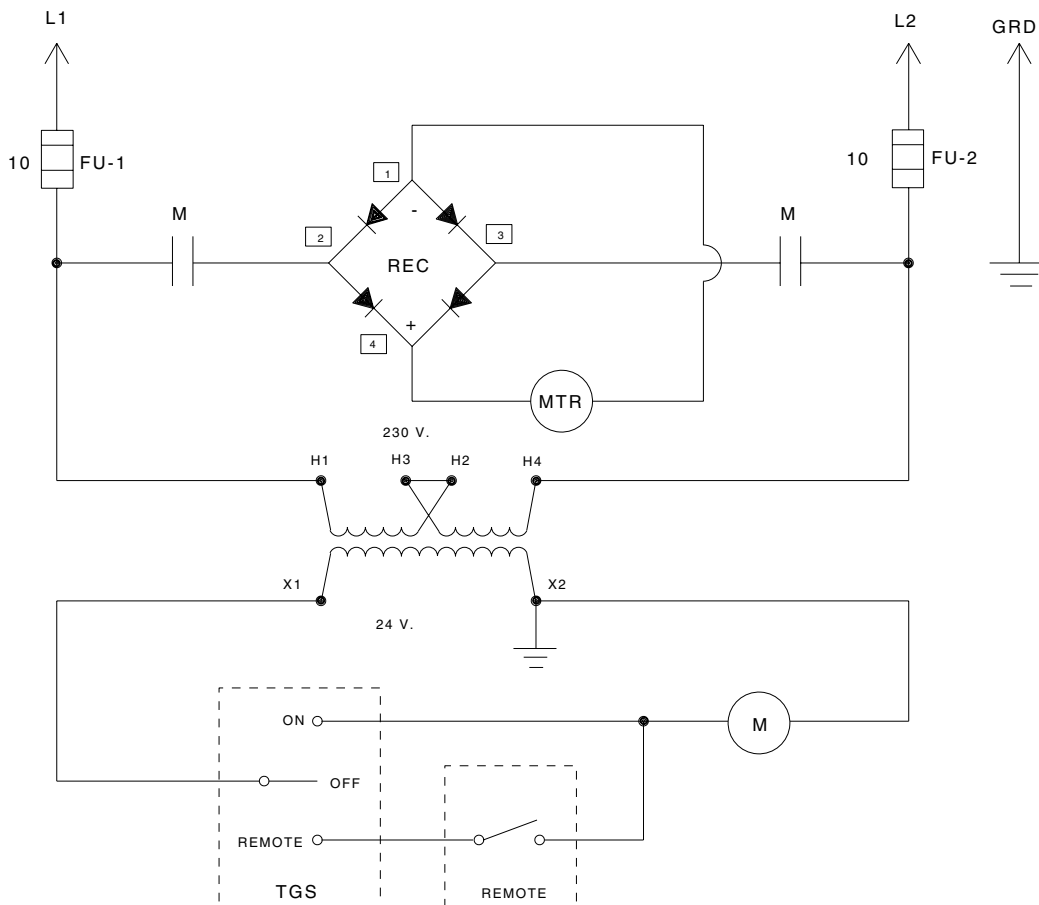 L1
L2
GRD
10
FU-1
10
FU-2
1
-
M
M
2
3
REC
+
4
MTR
230 V.
H1
H3
H2
H4
X1
X2
24 V.
ON
M
OFF
REMOTE
TGS
REMOTE